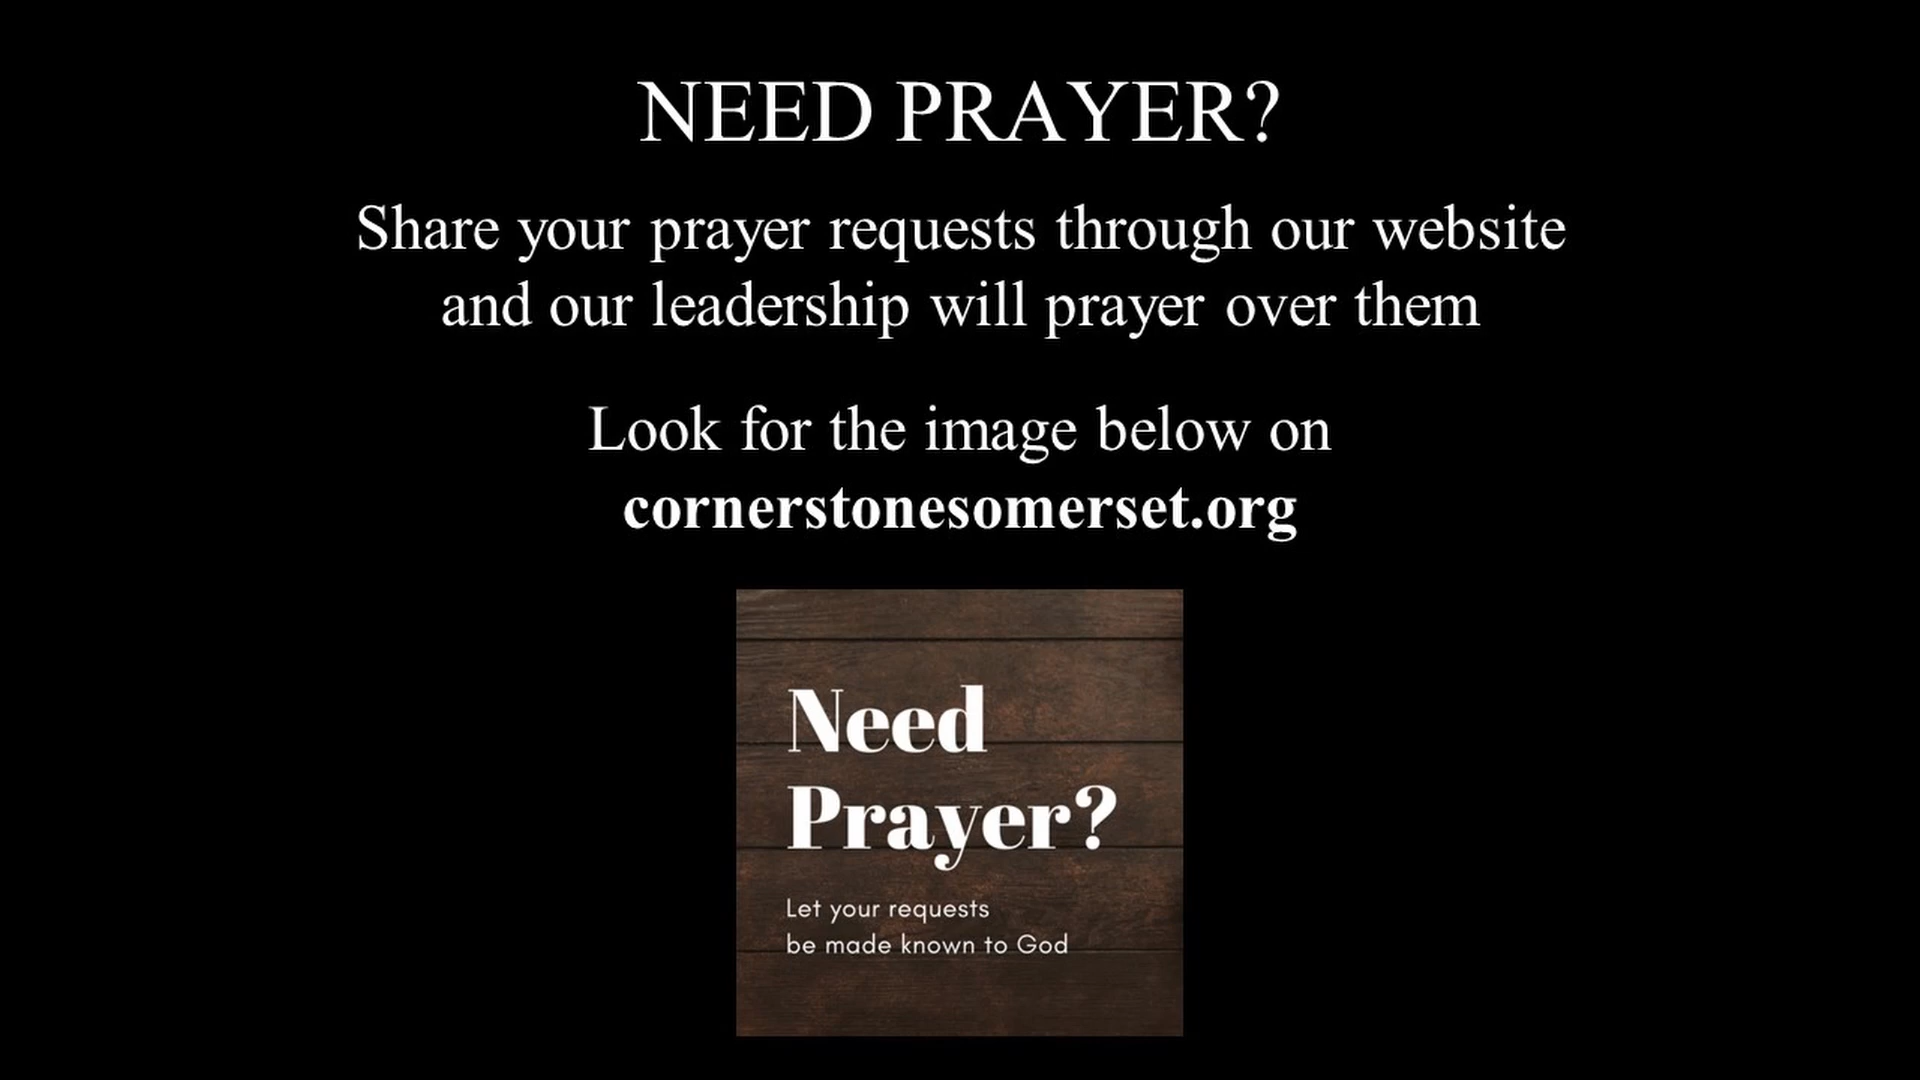 NEED PRAYER?
Share your prayer requests through our website
and our leadership will prayer over them
Look for the image below on
cornerstonesomerset.org
Need
Prayer?
Let your requests
be made known to God